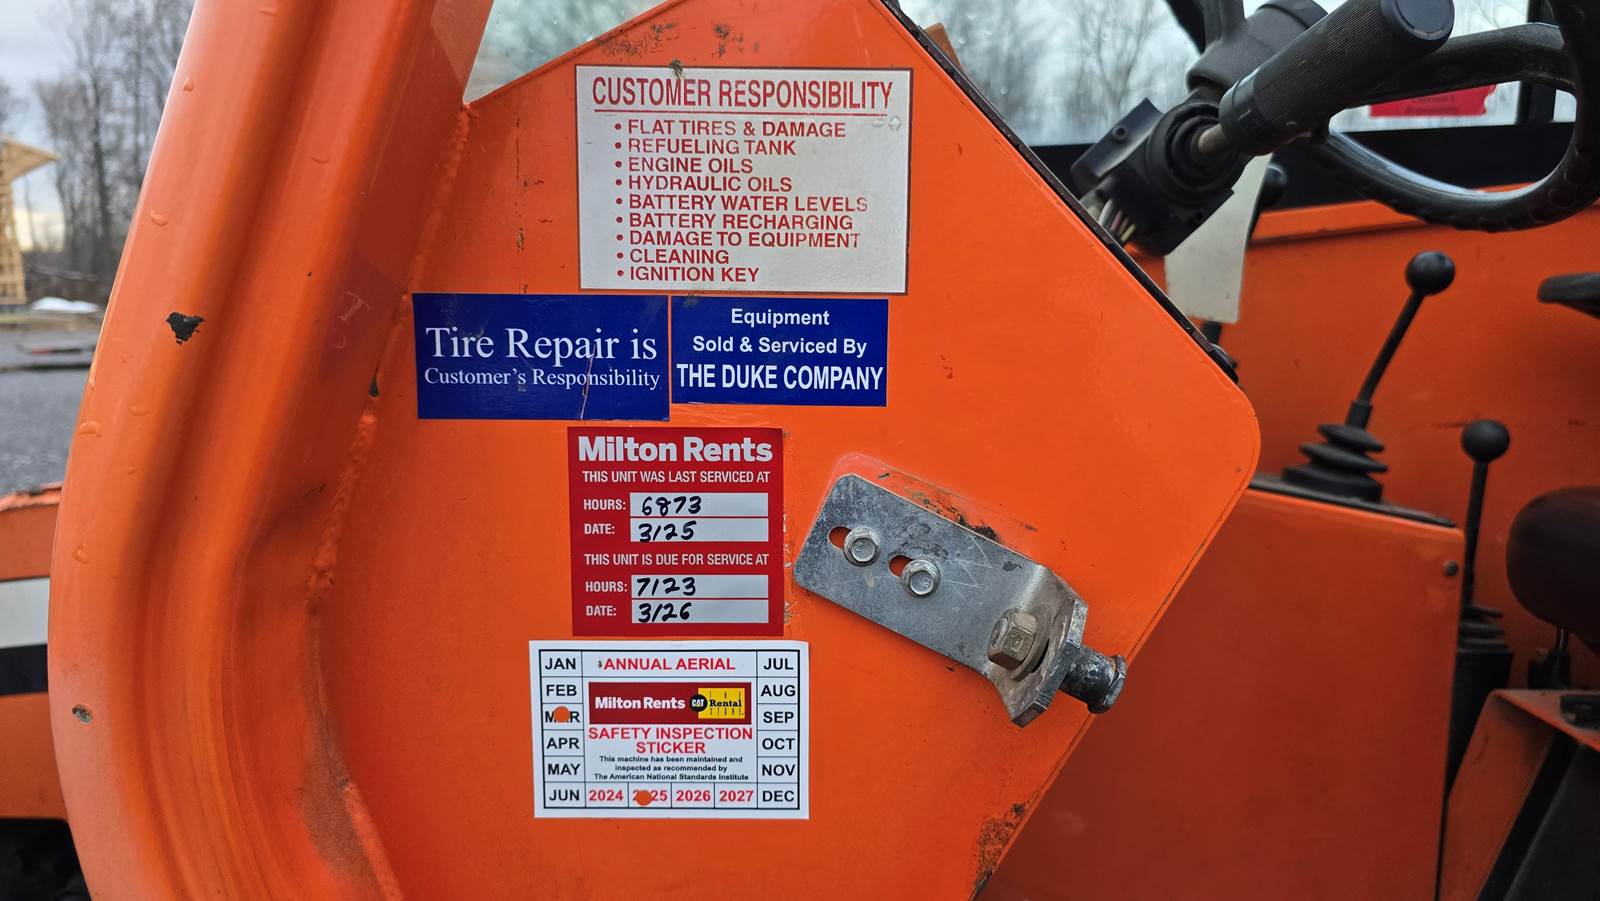 CUSTOMER RESPONSIBILITY
• FLAT TIRES & DAMAGE
• REFUELING TANK
• ENGINE OILS
• HYDRAULIC OILS
• BATTERY WATER LEVELS
• BATTERY RECHARGING
• DAMAGE TO EQUIPMENT
• CLEANING
• IGNITION KEY
Tire Repair is
Customer's Responsibility
Equipment
Sold & Serviced By
THE DUKE COMPANY
Milton Rents
THIS UNIT WAS LAST SERVICED AT
HOURS: 6873
DATE: 3/25
THIS UNIT IS DUE FOR SERVICE AT
HOURS: 7123
DATE: 3/26
ANNUAL AERIAL
Milton Rents CAT THE Rental STORE
SAFETY INSPECTION
STICKER
This machine has been maintained and
inspected as recommended by
The American National Standards Institute
JAN
FEB
MAR
APR
MAY
JUN
2024 2025 2026 2027
JUL
AUG
SEP
OCT
NOV
DEC